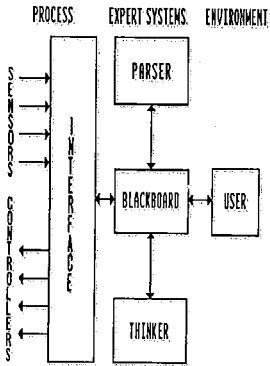 PROCESS EXPERT SYSTEMS ENVIRONMENT
SENSORS
CONTROLLERS
INTERFACE
PARSER
BLACKBOARD
USER
THINKER